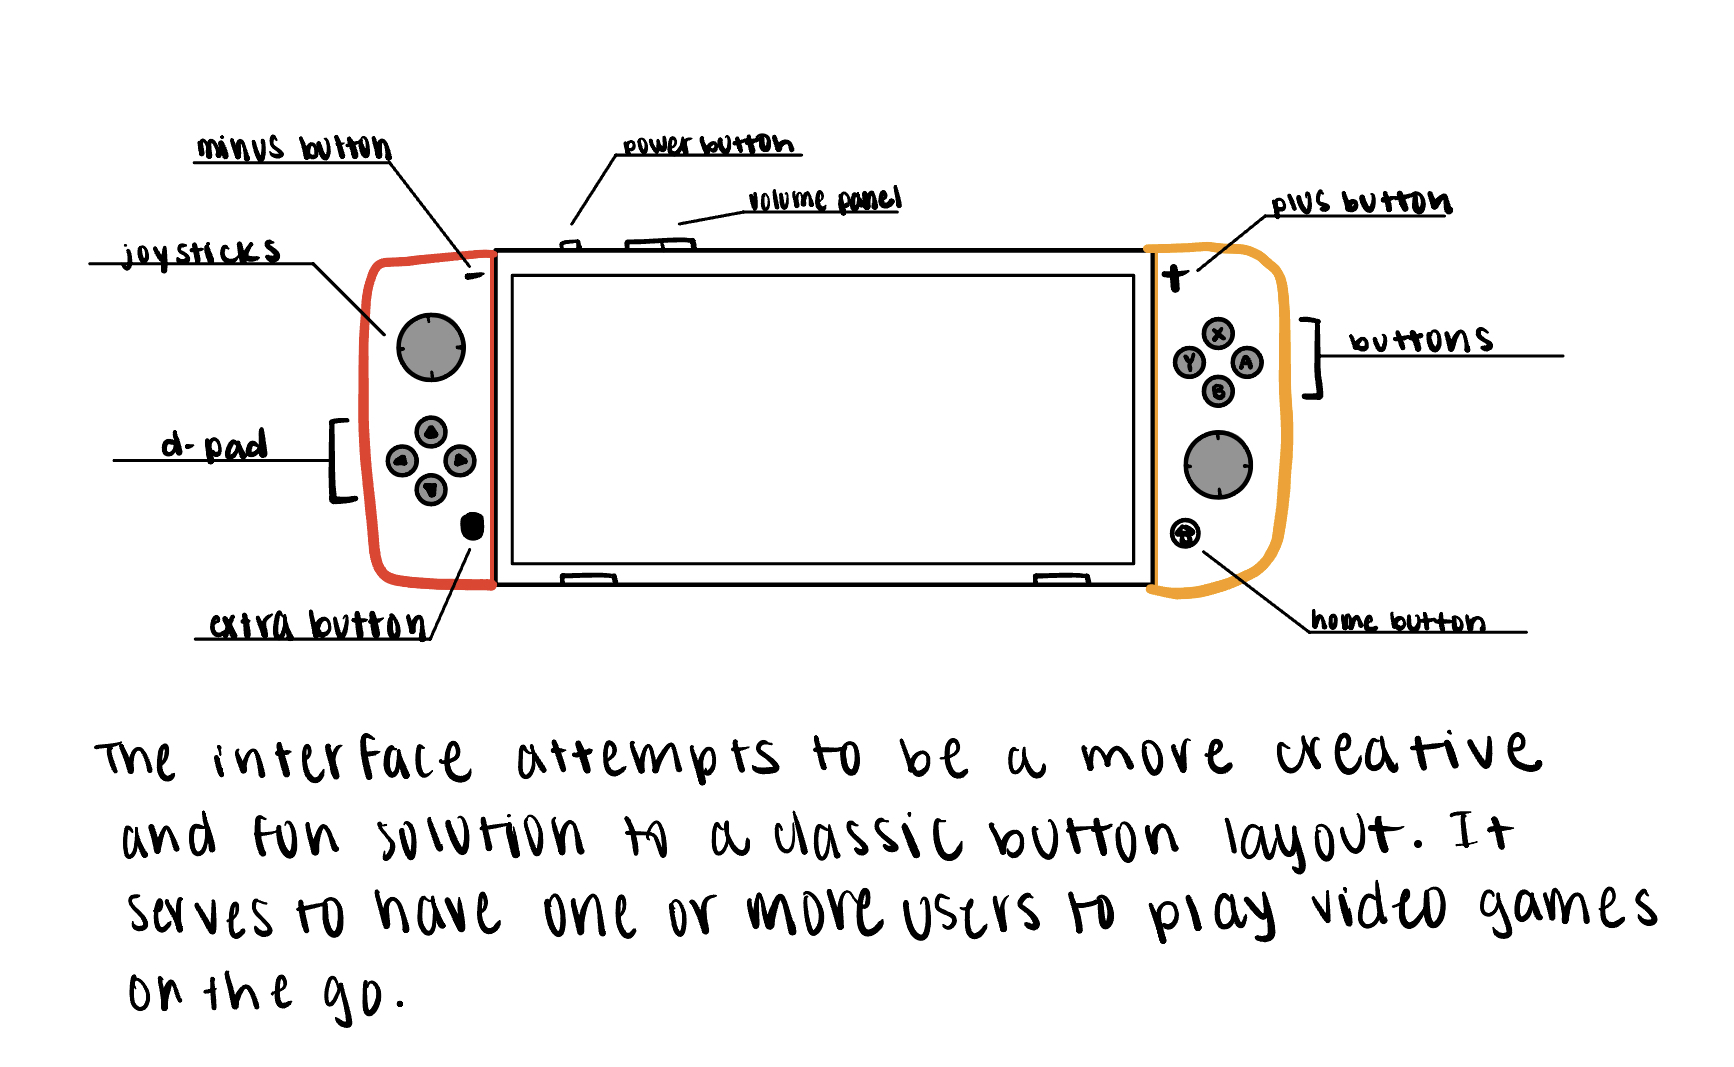 minus button
power button
volume panel
plus button
joysticks
X
Y A
B
buttons
d-pad
extra button
home button
The interface attempts to be a more creative
and fun solution to a classic button layout. It
serves to have one or more users to play video games
on the go.